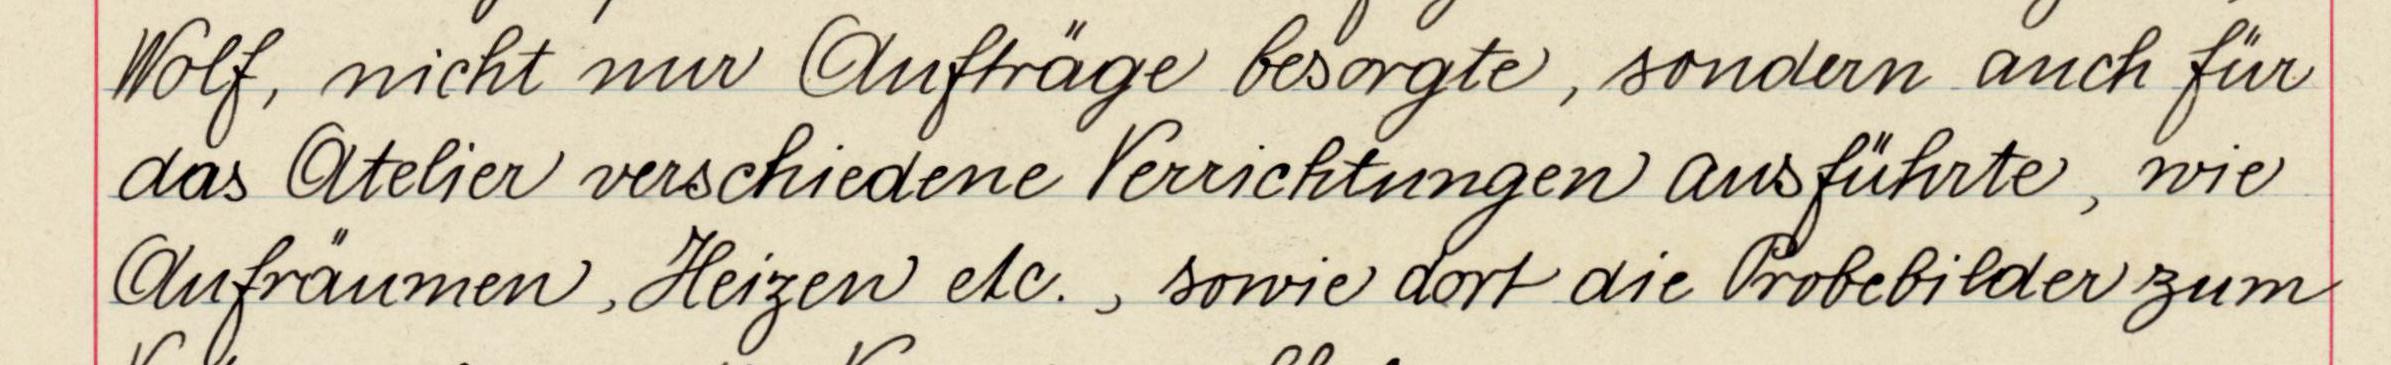 Wolf, nicht nur Aufträge besorgte, sondern auch für
das Atelier verschiedene Verrichtungen ausführte, wie
Aufräumen, Heizen etc., sowie dort die Probebilder zum